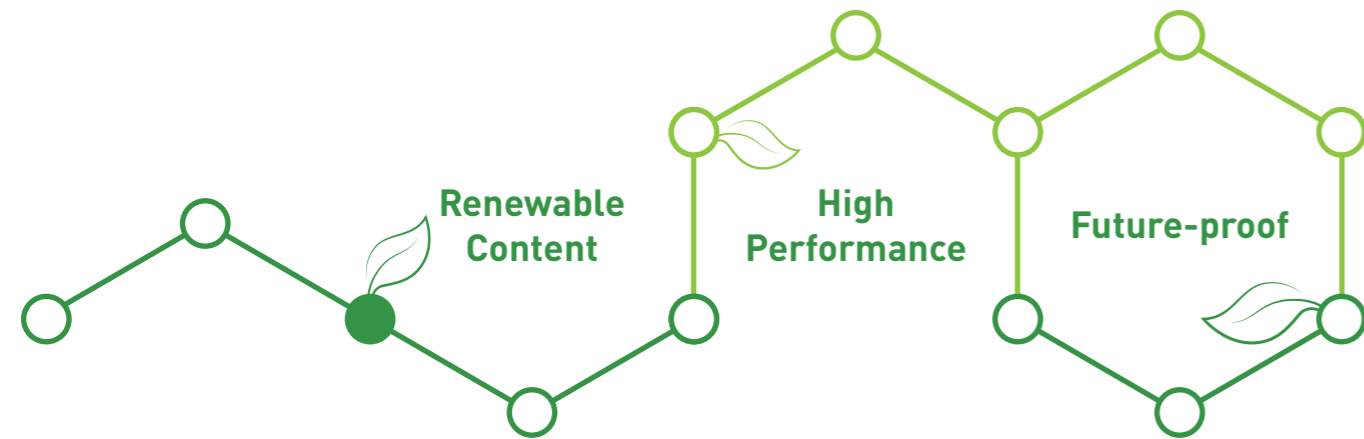 Renewable
Content
High
Performance
Future-proof